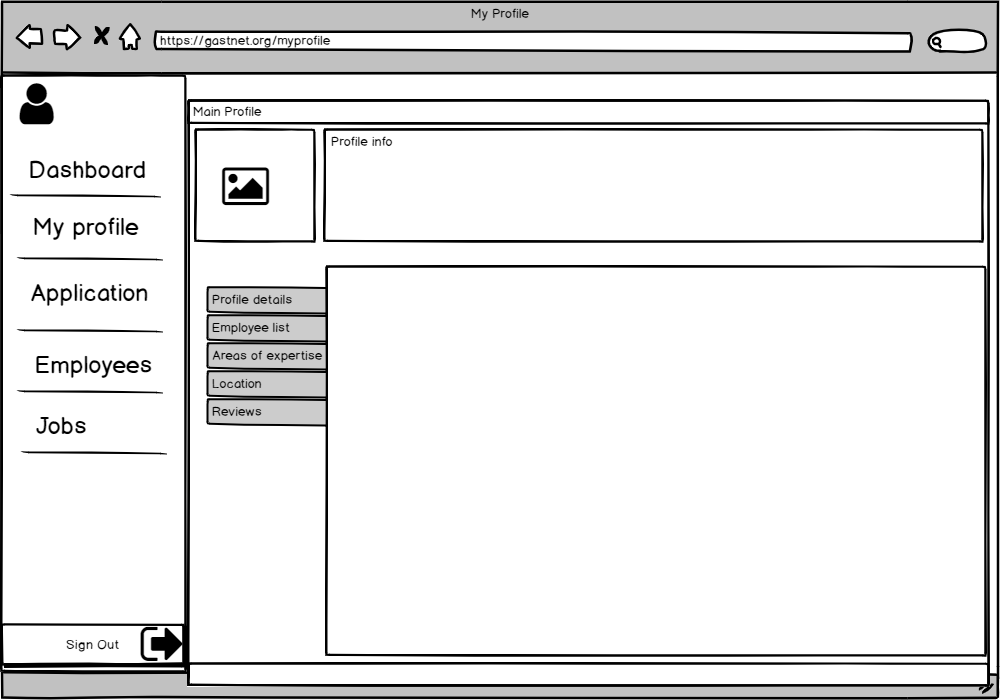 My Profile
https://gastnet.org/myprofile
Main Profile
Profile info
Dashboard
My profile
Application
Employees
Jobs
Profile details
Employee list
Areas of expertise
Location
Reviews
Sign Out